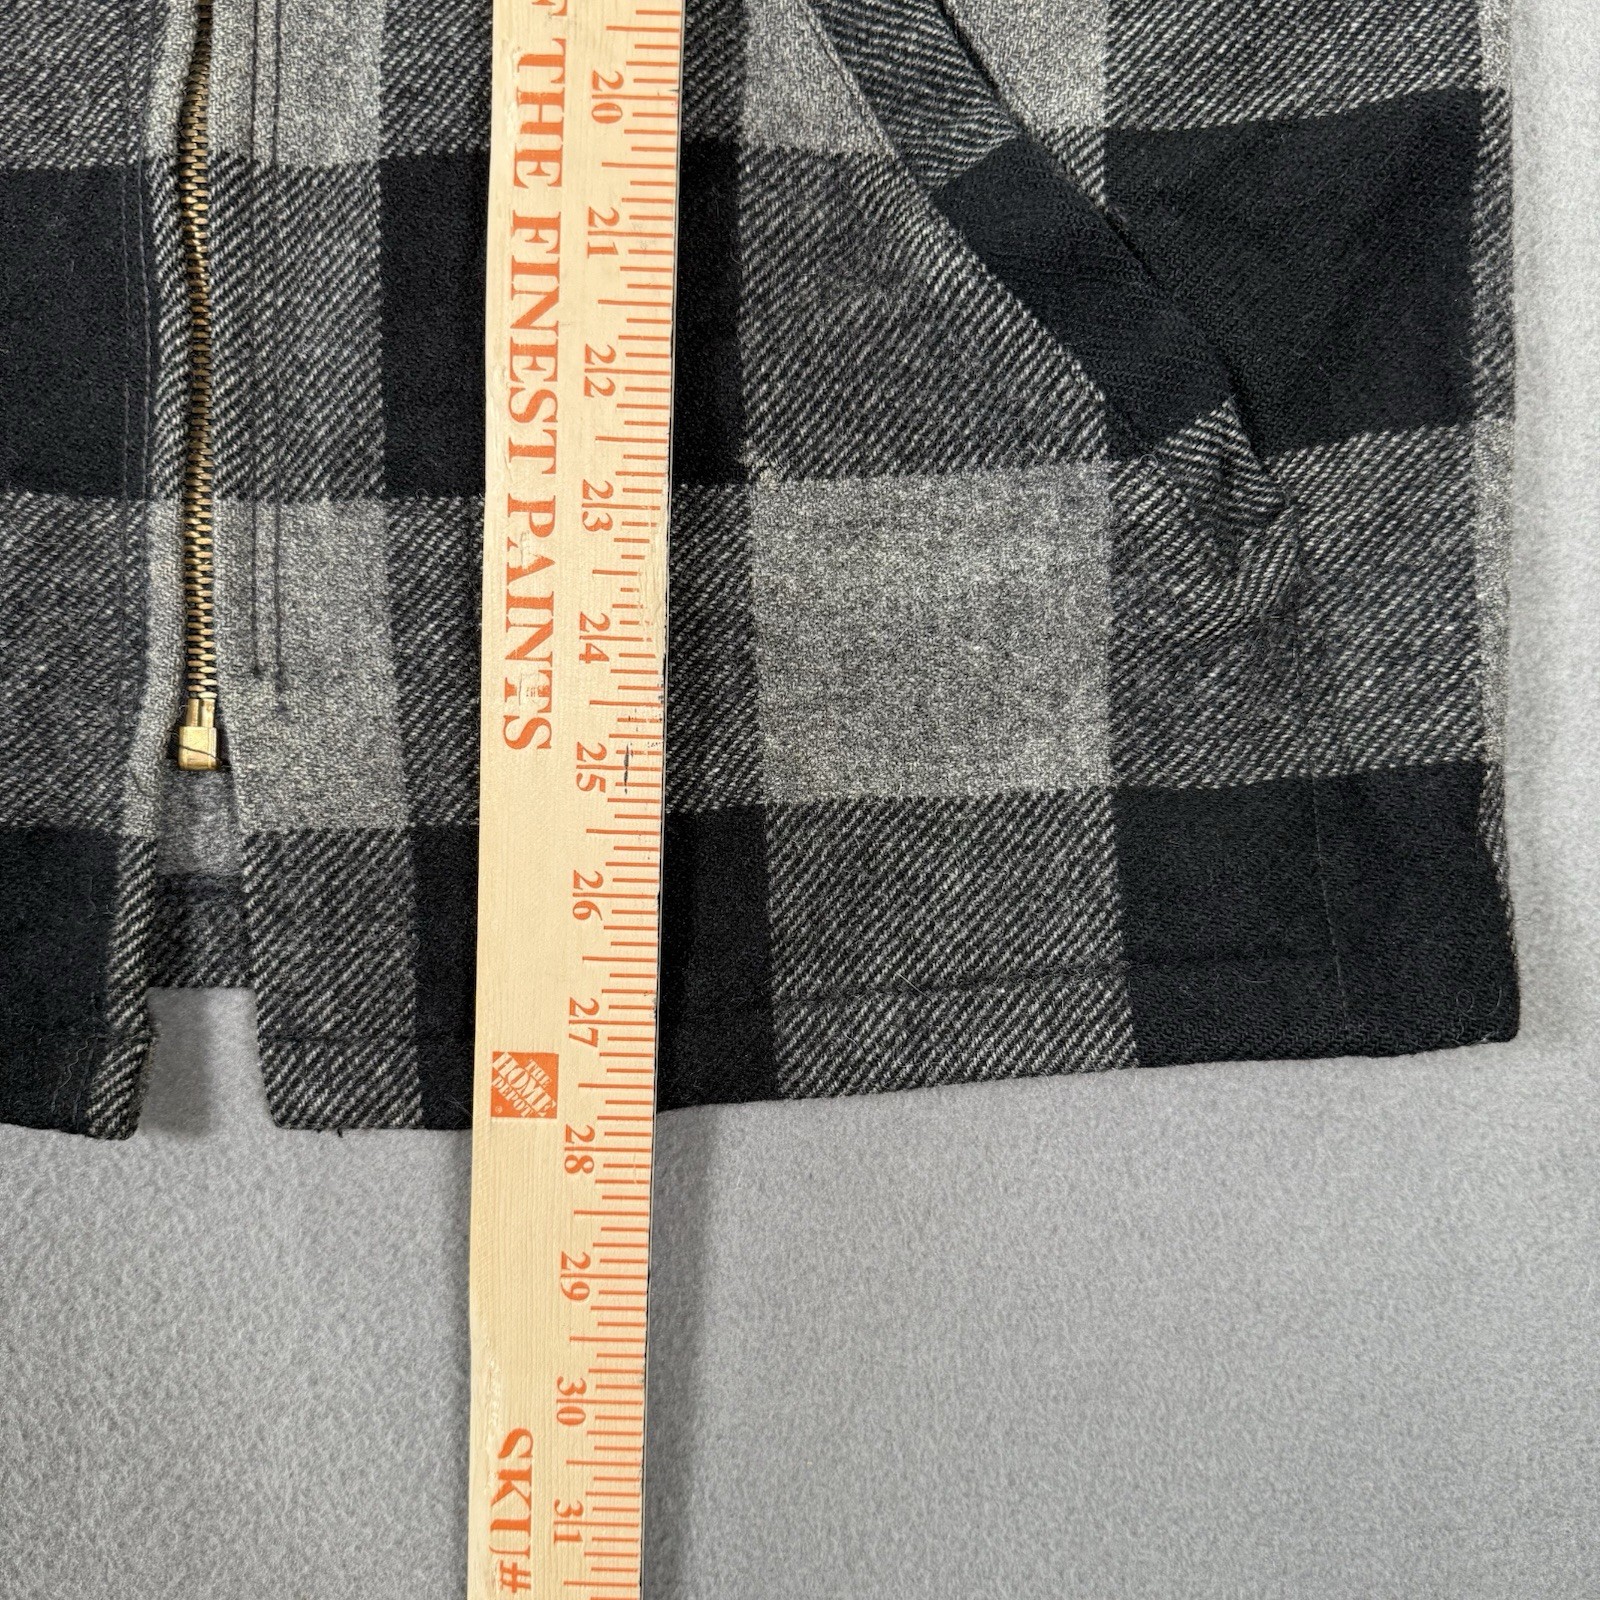 F THE FINEST PAINTS
20
21
22
23
24
25
26
27
28
29
30
31
THE
HOME
DEPOT
®
SKU#